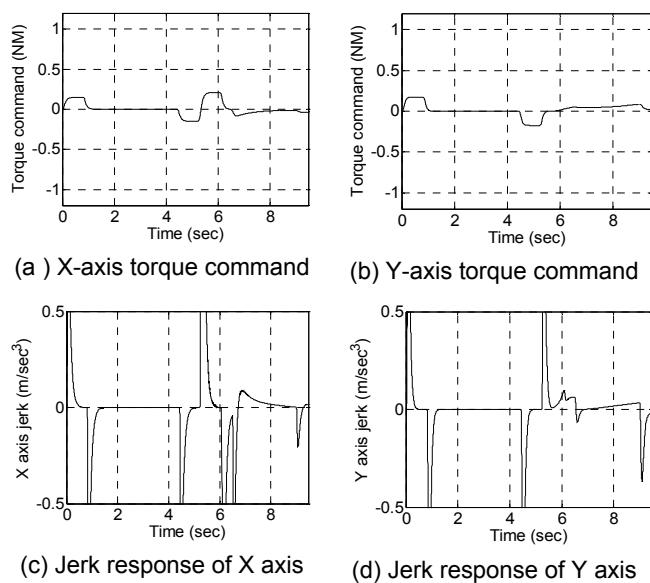 Torque command (NM)
1
0.5
0
-0.5
-1
0 2 4 6 8
Time (sec)
(a ) X-axis torque command
Torque command (NM)
1
0.5
0
-0.5
-1
0 2 4 6 8
Time (sec)
(b) Y-axis torque command
X axis jerk (m/sec³)
0.5
0
-0.5
0 2 4 6 8
Time (sec)
(c) Jerk response of X axis
Y axis jerk (m/sec³)
0.5
0
-0.5
0 2 4 6 8
Time (sec)
(d) Jerk response of Y axis